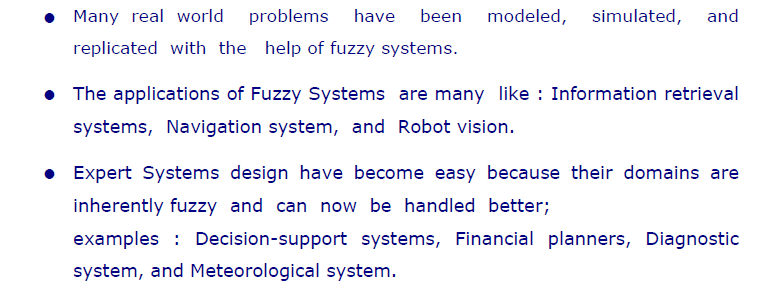 ● Many real world problems have been modeled, simulated, and
replicated with the help of fuzzy systems.
● The applications of Fuzzy Systems are many like : Information retrieval
systems, Navigation system, and Robot vision.
● Expert Systems design have become easy because their domains are
inherently fuzzy and can now be handled better;
examples : Decision-support systems, Financial planners, Diagnostic
system, and Meteorological system.